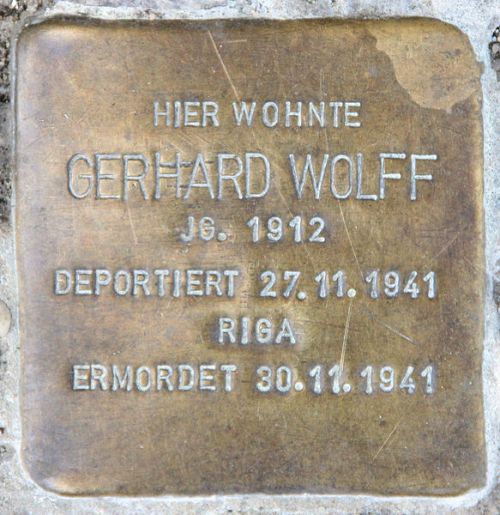 HIER WOHNTE
GERHARD WOLFF
JG. 1912
DEPORTIERT 27.11.1941
RIGA
ERMORDET 30.11.1941